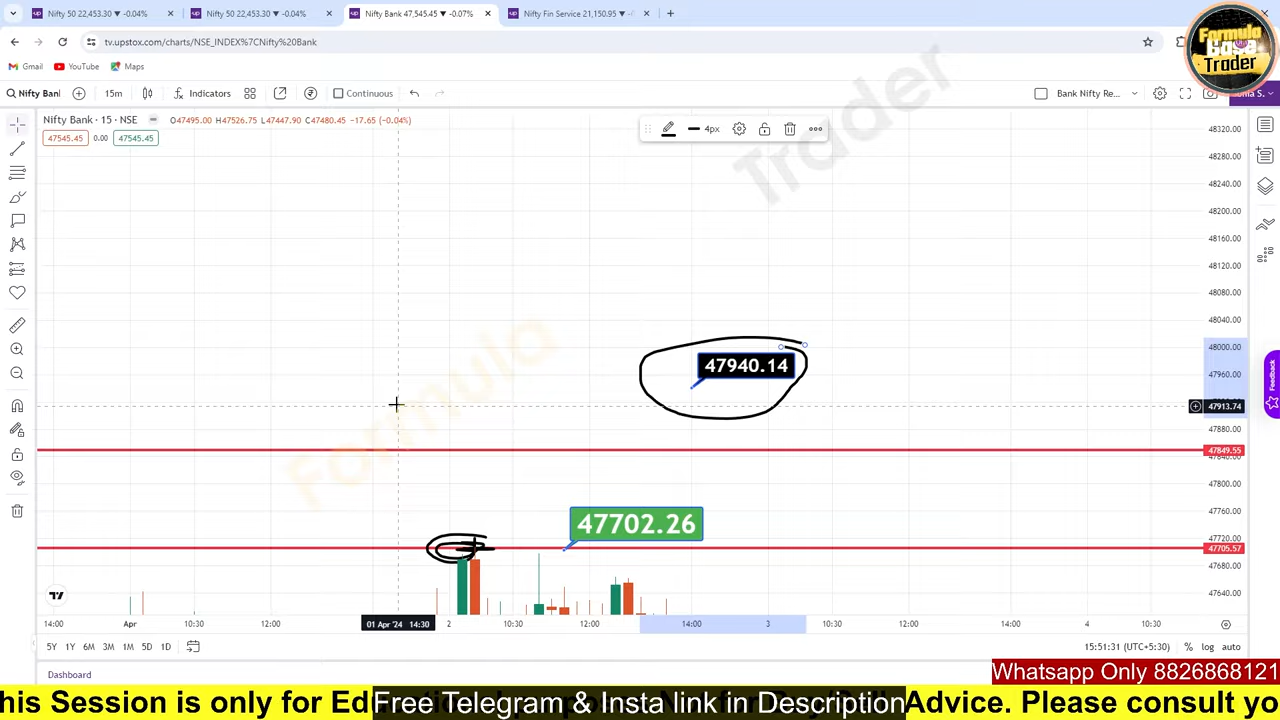 Nifty 50 22,453.30 ▼ -0.04%
Nifty 50 22,453.30 ▼ -0.04%
Nifty Bank 47,545.45 ▼ -0.07%
Nifty Fin Service 21,150.95 ▼
tv.upstox.com/charts/NSE_INDEX%7CNifty%20Bank
Gmail
YouTube
Maps
Formula
Base
Trader
Nifty Banl
15m
Indicators
Continuous
Bank Nifty Re...
Nifty Bank · 15 · NSE
O47495.00 H47526.75 L47447.90 C47480.45 -17.65 (-0.04%)
47545.45 0.00 47545.45
4px
Trader
Formula
48320.00
48280.00
48240.00
48200.00
48160.00
48120.00
48080.00
48040.00
48000.00
47960.00
47940.14
47913.74
47880.00
47849.55
47840.00
47800.00
47760.00
47702.26
47720.00
47705.57
47680.00
47640.00
Feedback
14:00 Apr 10:30 12:00 01 Apr '24 14:30 2 10:30 12:00 14:00 3 10:30 12:00 14:00 4 10:30
5Y 1Y 6M 3M 1M 5D 1D
15:51:31 (UTC+5:30) % log auto
Dashboard
Whatsapp Only 8826868121
his Session is only for Ed
Free Telegram & Insta link in Description
Advice. Please consult yo